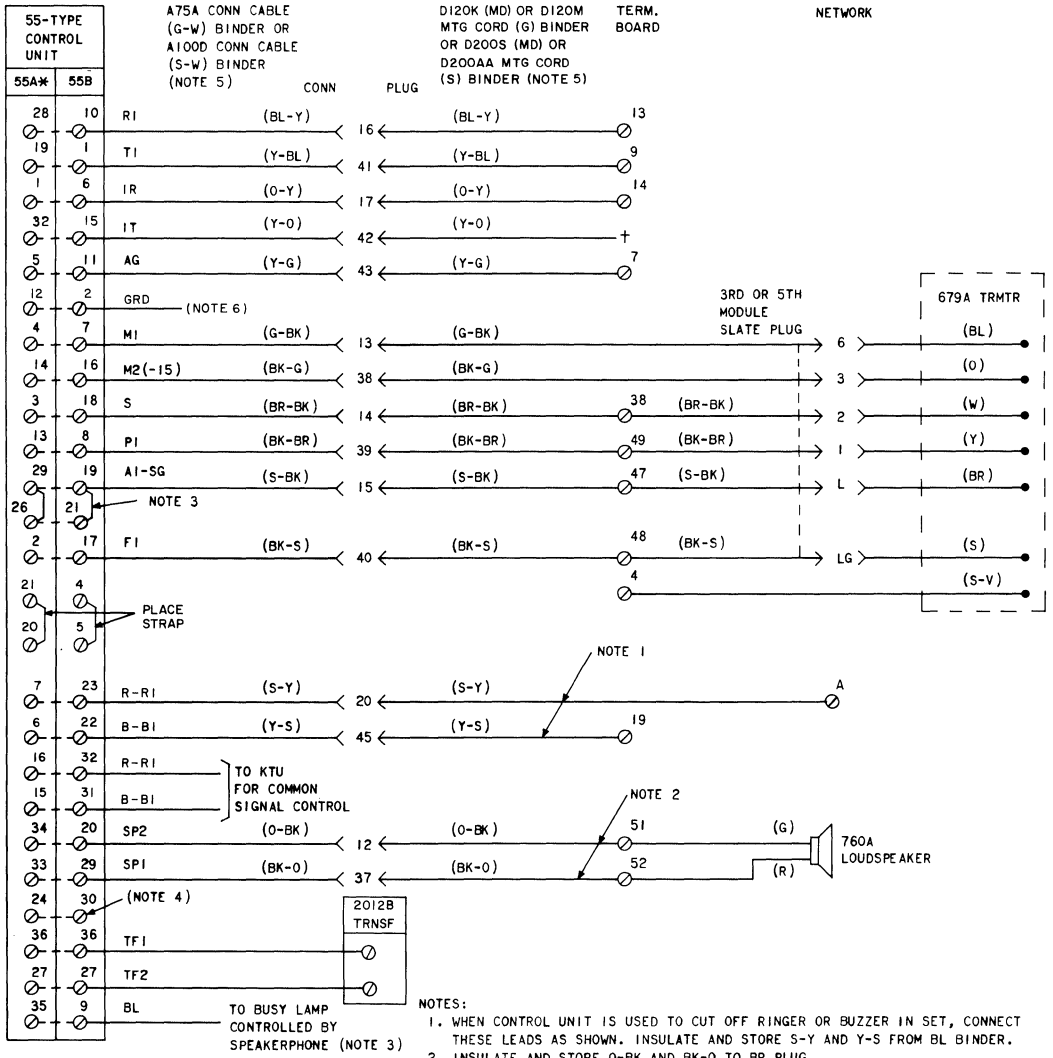 55-TYPE
CONTROL
UNIT
55A* 55B
A75A CONN CABLE
(G-W) BINDER OR
A100D CONN CABLE
(S-W) BINDER
(NOTE 5)
CONN
PLUG
D120K (MD) OR D120M
MTG CORD (G) BINDER
OR D200S (MD) OR
D200AA MTG CORD
(S) BINDER (NOTE 5)
TERM.
BOARD
NETWORK
28 10 R1 (BL-Y) 16 (BL-Y) 13
19 1 T1 (Y-BL) 41 (Y-BL) 9
1 6 1R (O-Y) 17 (O-Y) 14
32 15 1T (Y-O) 42 (Y-O) †
5 11 AG (Y-G) 43 (Y-G) 7
12 2 GRD (NOTE 6)
3RD OR 5TH
MODULE
SLATE PLUG
679A TRMTR
4 7 M1 (G-BK) 13 (G-BK) 6 (BL)
14 16 M2(-15) (BK-G) 38 (BK-G) 3 (O)
3 18 S (BR-BK) 14 (BR-BK) 38 (BR-BK) 2 (W)
13 8 P1 (BK-BR) 39 (BK-BR) 49 (BK-BR) 1 (Y)
29 19 A1-SG (S-BK) 15 (S-BK) 47 (S-BK) L (BR)
26 21 NOTE 3
2 17 F1 (BK-S) 40 (BK-S) 48 (BK-S) LG (S)
4 (S-V)
21 4
PLACE
STRAP
20 5
NOTE 1
7 23 R-R1 (S-Y) 20 (S-Y) A
6 22 B-B1 (Y-S) 45 (Y-S) 19
16 32 R-R1
15 31 B-B1
TO KTU
FOR COMMON
SIGNAL CONTROL
NOTE 2
34 20 SP2 (O-BK) 12 (O-BK) 51 (G)
760A
LOUDSPEAKER
33 29 SP1 (BK-O) 37 (BK-O) 52 (R)
24 30 (NOTE 4)
2012B
TRNSF
36 36 TF1
27 27 TF2
35 9 BL
TO BUSY LAMP
CONTROLLED BY
SPEAKERPHONE (NOTE 3)
NOTES:
1. WHEN CONTROL UNIT IS USED TO CUT OFF RINGER OR BUZZER IN SET, CONNECT
THESE LEADS AS SHOWN. INSULATE AND STORE S-Y AND Y-S FROM BL BINDER.
2. INSULATE AND STORE O-BK AND BK-O TO BR PLUG.